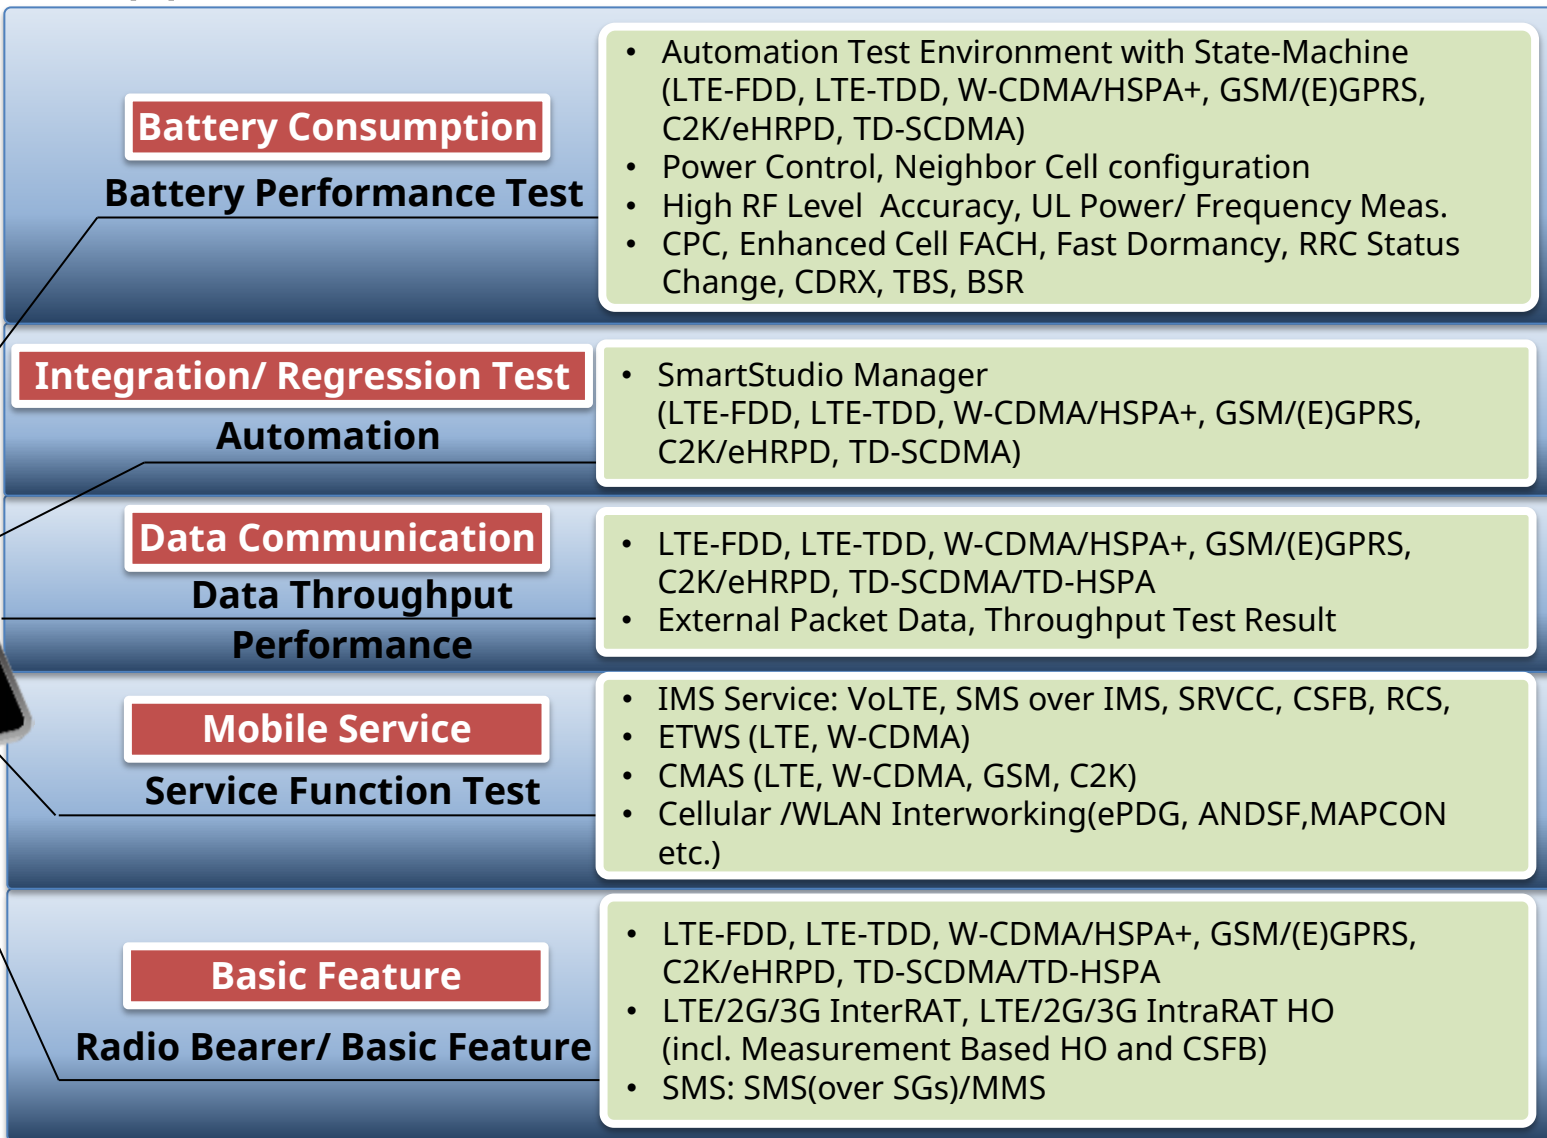 Battery Consumption
Battery Performance Test
• Automation Test Environment with State-Machine
(LTE-FDD, LTE-TDD, W-CDMA/HSPA+, GSM/(E)GPRS,
C2K/eHRPD, TD-SCDMA)
• Power Control, Neighbor Cell configuration
• High RF Level  Accuracy, UL Power/ Frequency Meas.
• CPC, Enhanced Cell FACH, Fast Dormancy, RRC Status
Change, CDRX, TBS, BSR
Integration/ Regression Test
Automation
• SmartStudio Manager
(LTE-FDD, LTE-TDD, W-CDMA/HSPA+, GSM/(E)GPRS,
C2K/eHRPD, TD-SCDMA)
Data Communication
Data Throughput
Performance
• LTE-FDD, LTE-TDD, W-CDMA/HSPA+, GSM/(E)GPRS,
C2K/eHRPD, TD-SCDMA/TD-HSPA
• External Packet Data, Throughput Test Result
Mobile Service
Service Function Test
• IMS Service: VoLTE, SMS over IMS, SRVCC, CSFB, RCS,
• ETWS (LTE, W-CDMA)
• CMAS (LTE, W-CDMA, GSM, C2K)
• Cellular /WLAN Interworking(ePDG, ANDSF,MAPCON
etc.)
Basic Feature
Radio Bearer/ Basic Feature
• LTE-FDD, LTE-TDD, W-CDMA/HSPA+, GSM/(E)GPRS,
C2K/eHRPD, TD-SCDMA/TD-HSPA
• LTE/2G/3G InterRAT, LTE/2G/3G IntraRAT HO
(incl. Measurement Based HO and CSFB)
• SMS: SMS(over SGs)/MMS